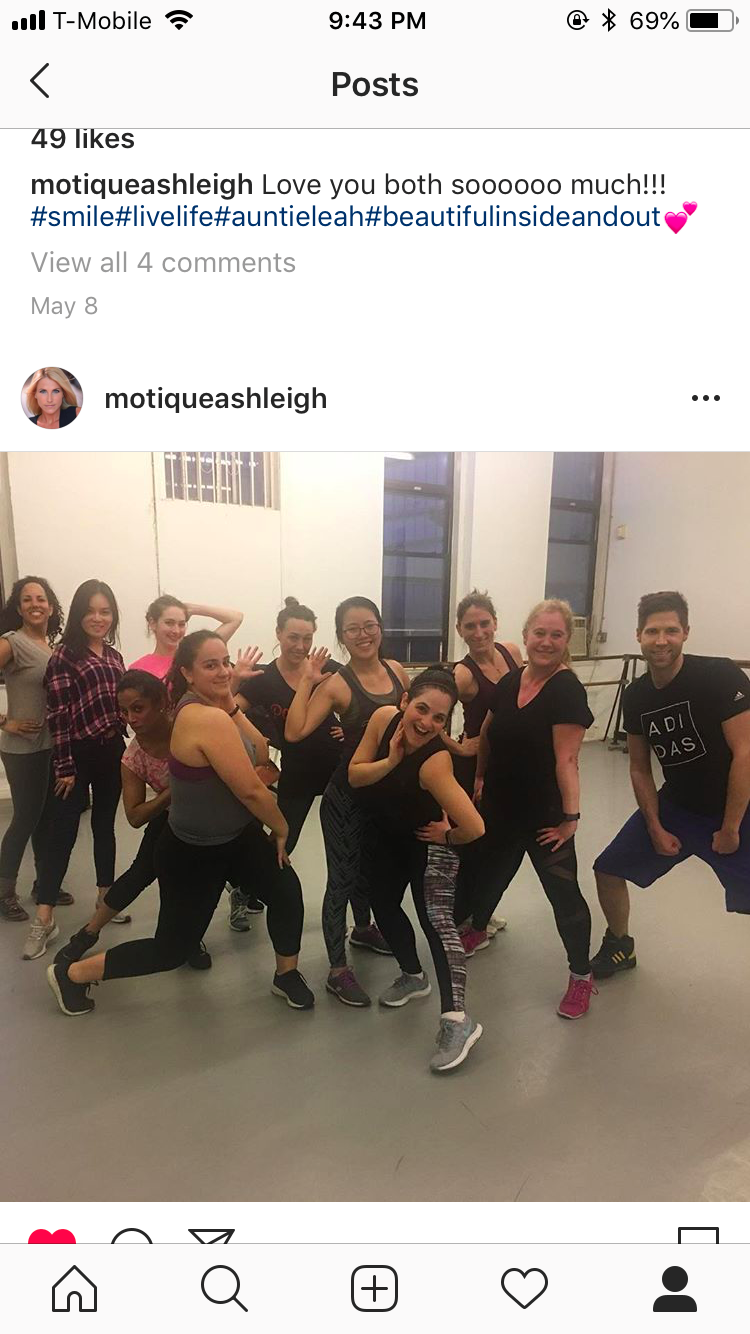 T-Mobile 9:43 PM 69%
Posts
49 likes
motiqueashleigh Love you both soooooo much!!!
#smile#livelife#auntieleah#beautifulinsideandout💕
View all 4 comments
May 8
motiqueashleigh
ADI
DAS